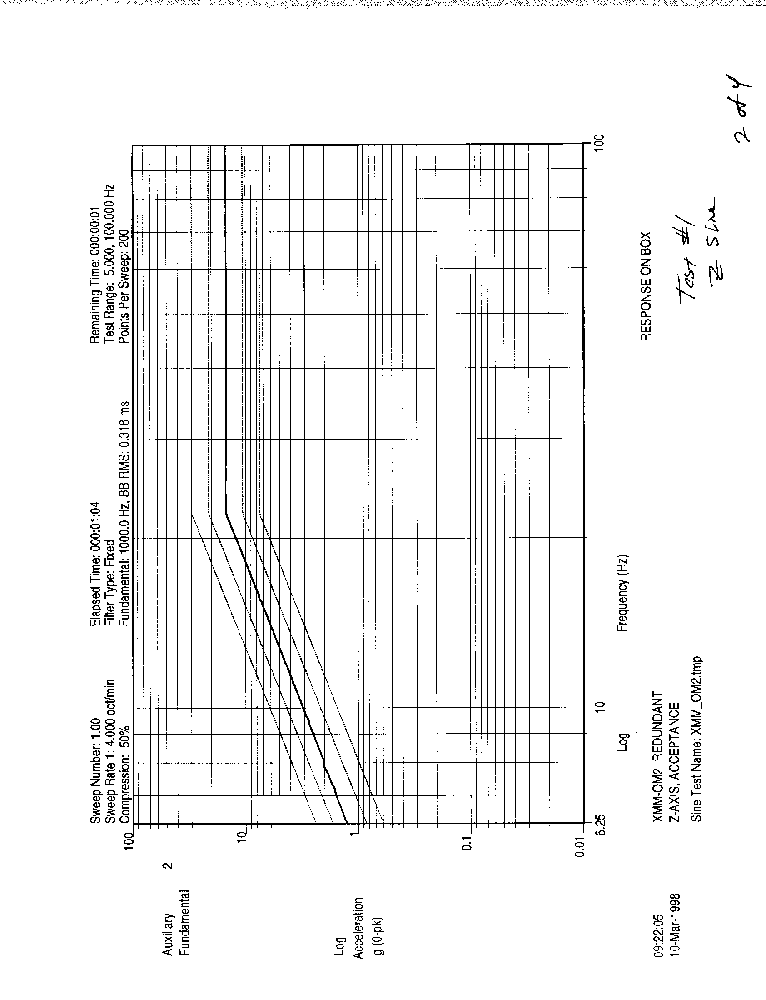 Sweep Number: 1.00
Elapsed Time: 000:01:04
Remaining Time: 000:00:01
Sweep Rate 1: 4.000 oct/min
Filter Type: Fixed
Test Range: 5.000, 100.000 Hz
Compression: 50%
Fundamental: 1000.0 Hz, BB RMS: 0.318 ms
Points Per Sweep: 200
Auxiliary 2
Fundamental
Log
Acceleration
g (0-pk)
100
10
1
0.1
0.01
6.25
10
100
Log
Frequency (Hz)
09:22:05
10-Mar-1998
XMM-OM2 REDUNDANT
Z-AXIS, ACCEPTANCE
Sine Test Name: XMM_OM2.tmp
RESPONSE ON BOX
Test #1
Z Sine
2 of 4